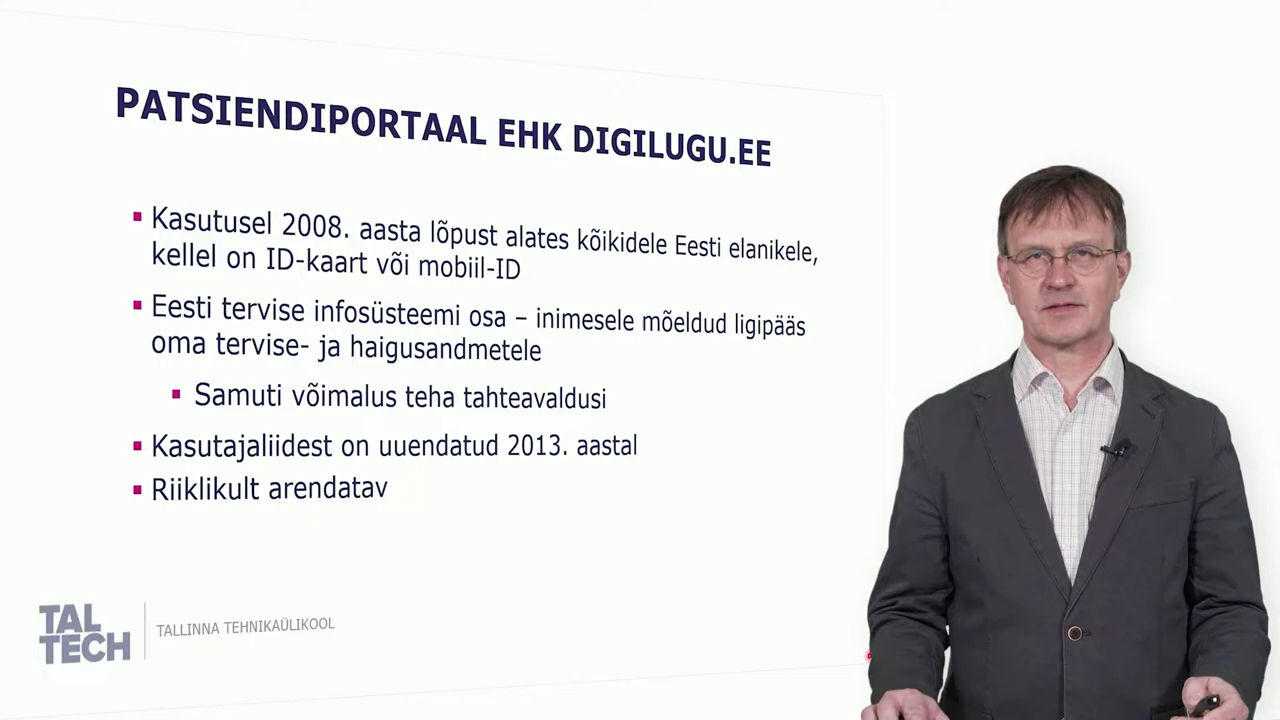 PATSIENDIPORTAAL EHK DIGILUGU.EE
Kasutusel 2008. aasta lõpust alates kõikidele Eesti elanikele,
kellel on ID-kaart või mobiil-ID
Eesti tervise infosüsteemi osa – inimesele mõeldud ligipääs
oma tervise- ja haigusandmetele
Samuti võimalus teha tahteavaldusi
Kasutajaliidest on uuendatud 2013. aastal
Riiklikult arendatav
TAL
TECH
TALLINNA TEHNIKAÜLIKOOL